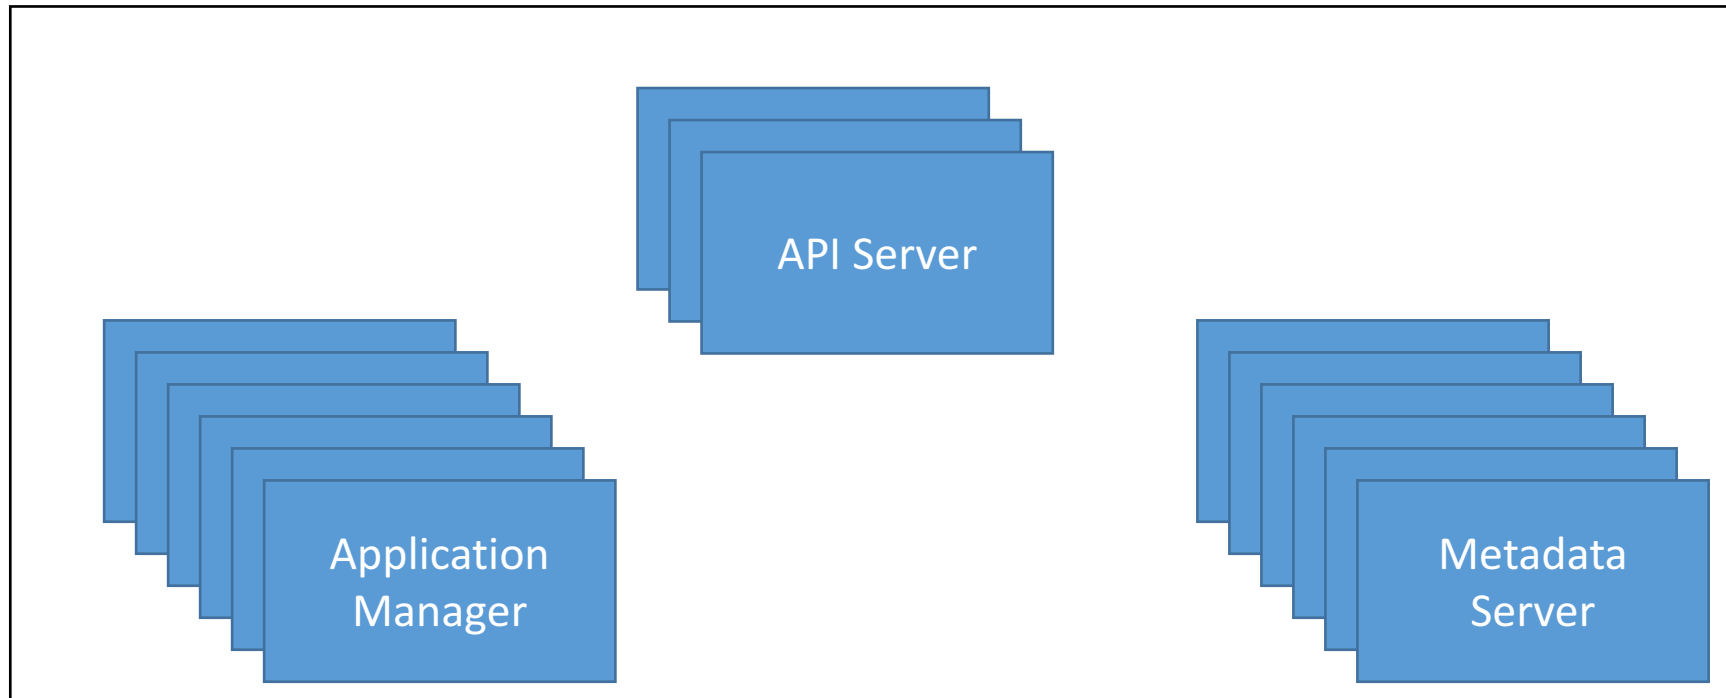 API Server
Application
Manager
Metadata
Server